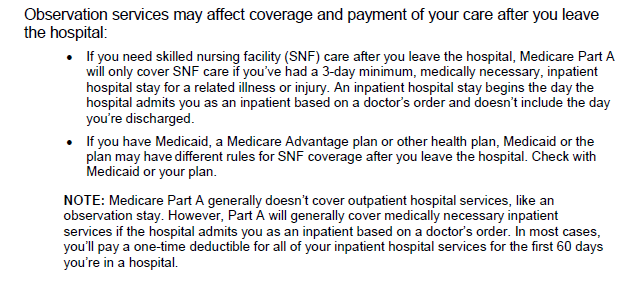 Observation services may affect coverage and payment of your care after you leave
the hospital:
• If you need skilled nursing facility (SNF) care after you leave the hospital, Medicare Part A
will only cover SNF care if you’ve had a 3-day minimum, medically necessary, inpatient
hospital stay for a related illness or injury. An inpatient hospital stay begins the day the
hospital admits you as an inpatient based on a doctor’s order and doesn’t include the day
you’re discharged.
• If you have Medicaid, a Medicare Advantage plan or other health plan, Medicaid or the
plan may have different rules for SNF coverage after you leave the hospital. Check with
Medicaid or your plan.
NOTE: Medicare Part A generally doesn’t cover outpatient hospital services, like an
observation stay. However, Part A will generally cover medically necessary inpatient
services if the hospital admits you as an inpatient based on a doctor’s order. In most cases,
you’ll pay a one-time deductible for all of your inpatient hospital services for the first 60 days
you’re in a hospital.